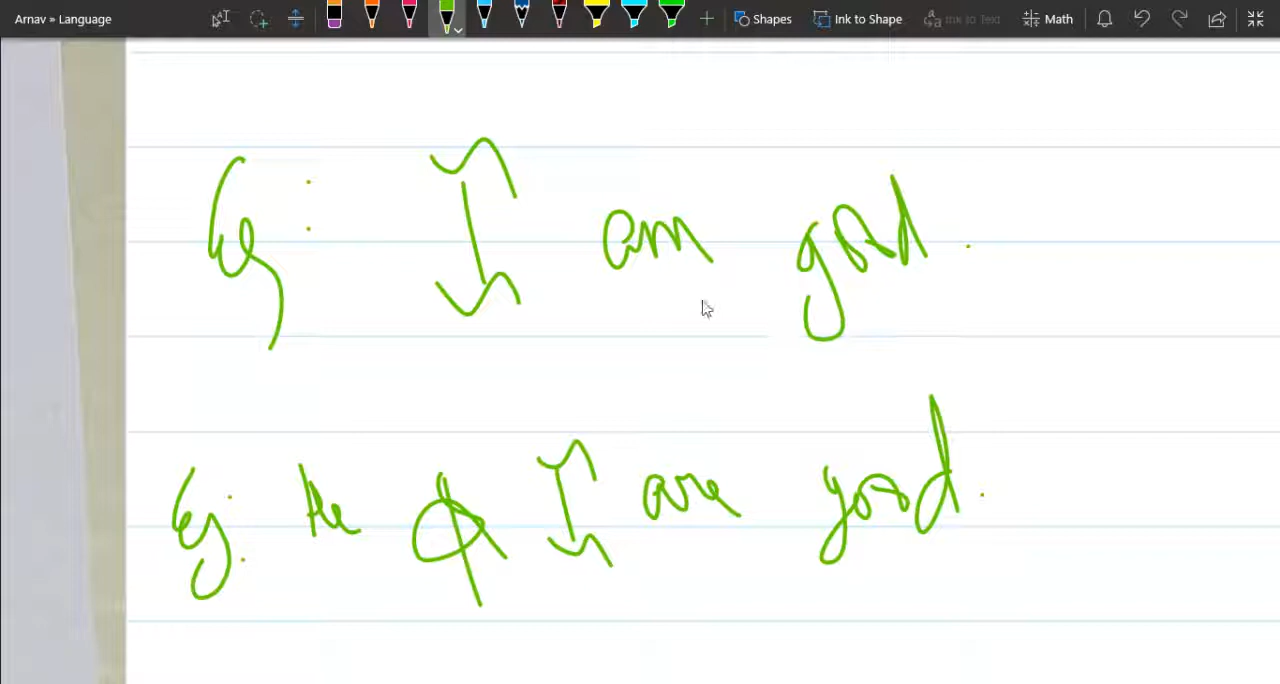 Arnav » Language Shapes Ink to Shape Ink to Text Math
Eg: I am good.
Eg: He & I are good.